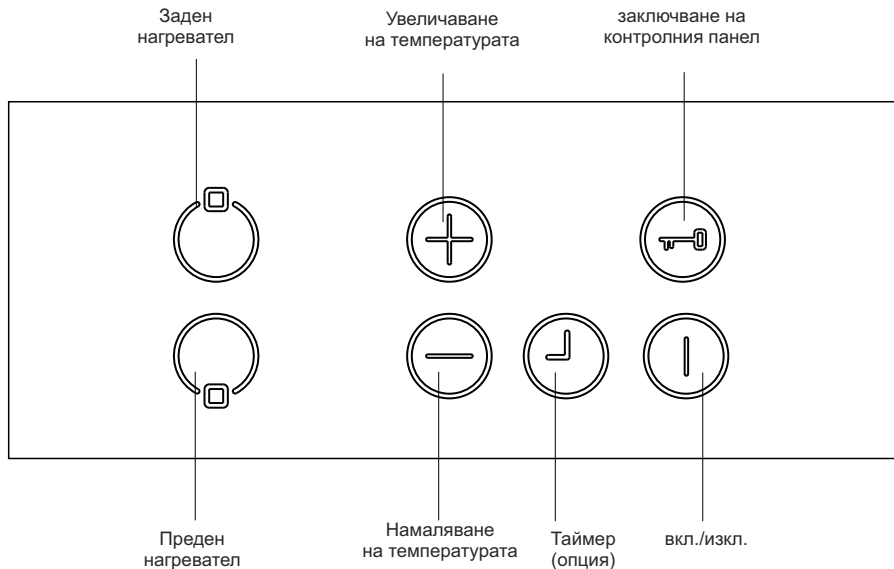 Заден
нагревател
Увеличаване
на температурата
заключване на
контролния панел
Преден
нагревател
Намаляване
на температурата
Таймер
(опция)
вкл./изкл.